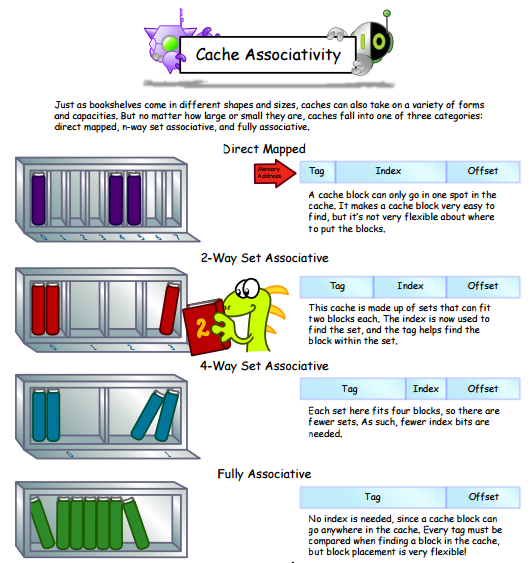 Cache Associativity
10
Just as bookshelves come in different shapes and sizes, caches can also take on a variety of forms
and capacities. But no matter how large or small they are, caches fall into one of three categories:
direct mapped, n-way set associative, and fully associative.
Direct Mapped
Memory
Address
Tag Index Offset
A cache block can only go in one spot in the
cache. It makes a cache block very easy to
find, but it's not very flexible about where
to put the blocks.
0 1 2 3 4 5 6 7
2-Way Set Associative
Tag Index Offset
This cache is made up of sets that can fit
two blocks each. The index is now used to
find the set, and the tag helps find the
block within the set.
2
0 1 2 3
4-Way Set Associative
Tag Index Offset
Each set here fits four blocks, so there are
fewer sets. As such, fewer index bits are
needed.
0 1
Fully Associative
Tag Offset
No index is needed, since a cache block can
go anywhere in the cache. Every tag must be
compared when finding a block in the cache,
but block placement is very flexible!